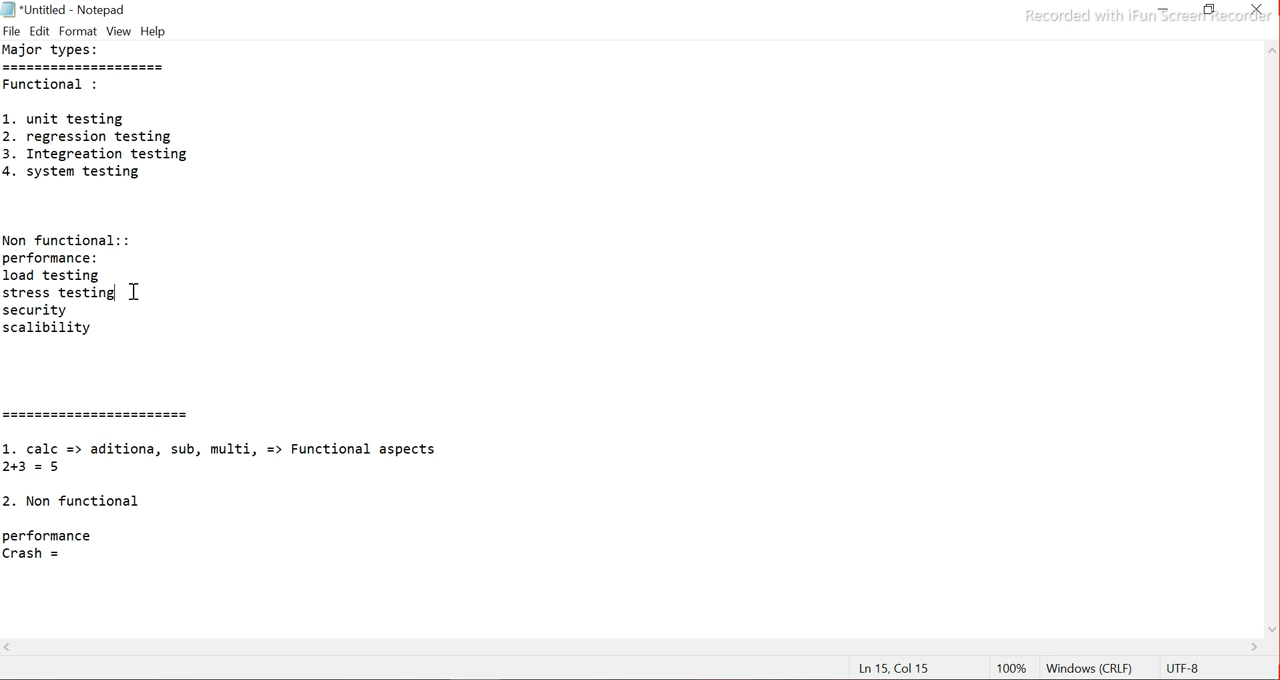 *Untitled - Notepad
Recorded with iFun Screen Recorder
File Edit Format View Help
Major types:
====================
Functional :
1. unit testing
2. regression testing
3. Integreation testing
4. system testing
Non functional::
performance:
load testing
stress testing
security
scalibility
=======================
1. calc => aditiona, sub, multi, => Functional aspects
2+3 = 5
2. Non functional
performance
Crash =
Ln 15, Col 15 100% Windows (CRLF) UTF-8